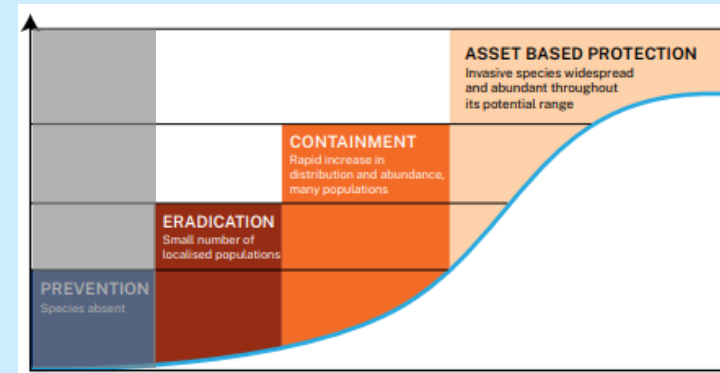 ASSET BASED PROTECTION
Invasive species widespread
and abundant throughout
its potential range
CONTAINMENT
Rapid increase in
distribution and abundance,
many populations
ERADICATION
Small number of
localised populations
PREVENTION
Species absent